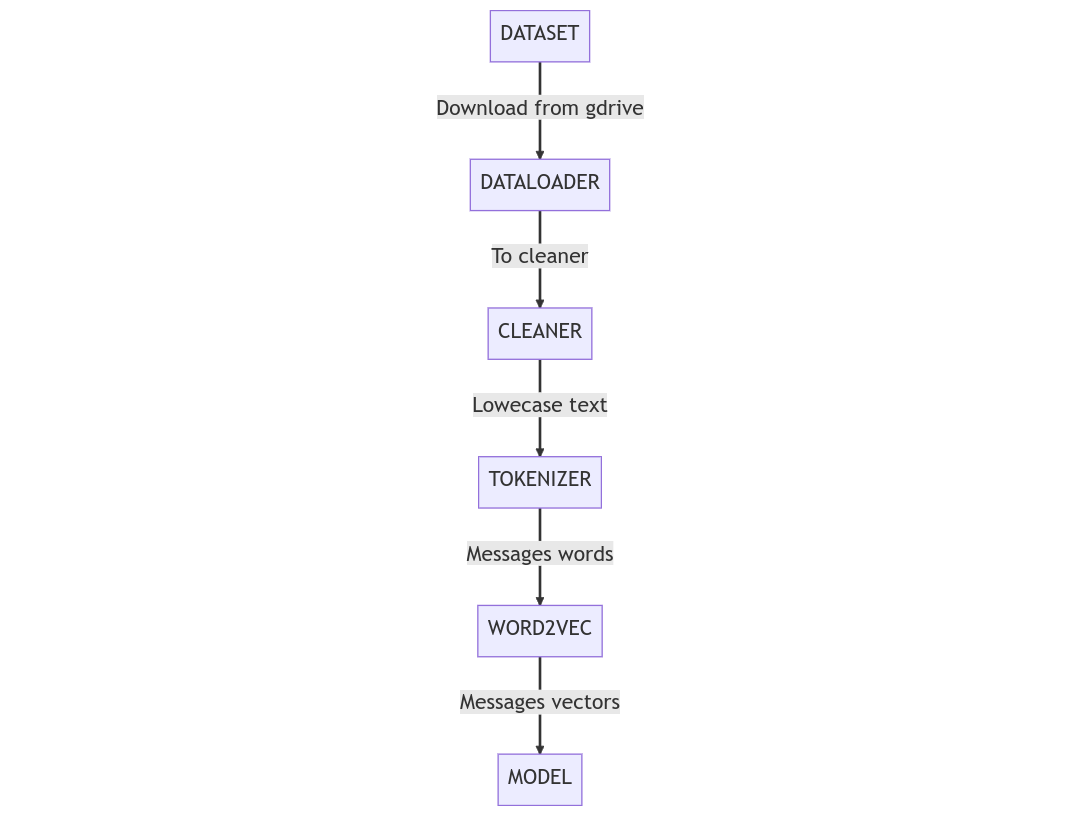 DATASET
Download from gdrive
DATALOADER
To cleaner
CLEANER
Lowecase text
TOKENIZER
Messages words
WORD2VEC
Messages vectors
MODEL